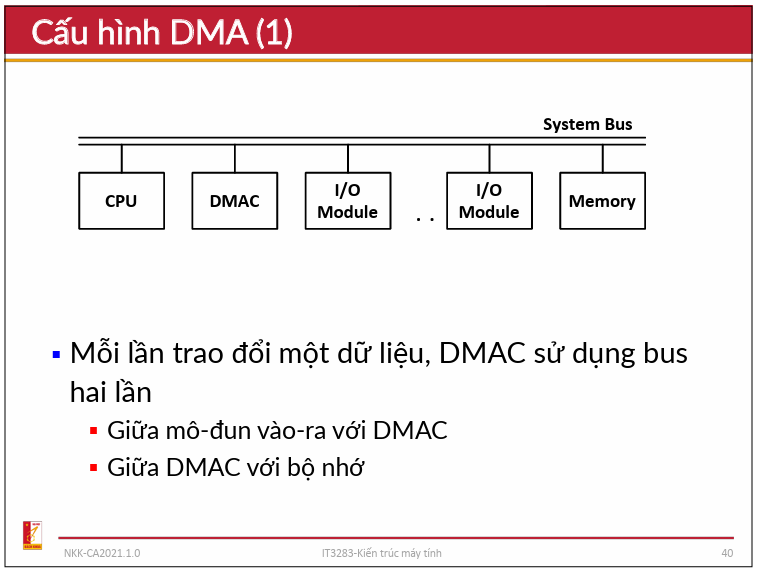 Cấu hình DMA (1)
System Bus
CPU
DMAC
I/O
Module
. .
I/O
Module
Memory
Mỗi lần trao đổi một dữ liệu, DMAC sử dụng bus
hai lần
Giữa mô-đun vào-ra với DMAC
Giữa DMAC với bộ nhớ
NKK-CA2021.1.0
IT3283-Kiến trúc máy tính
40